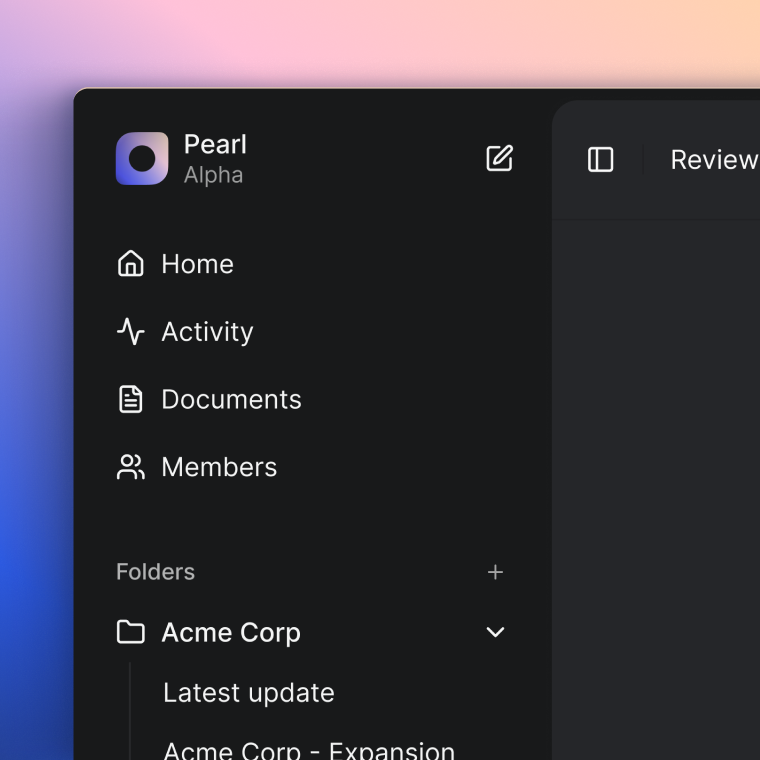 Pearl
Alpha
Review
Home
Activity
Documents
Members
Folders
Acme Corp
Latest update
Acme Corp - Expansion